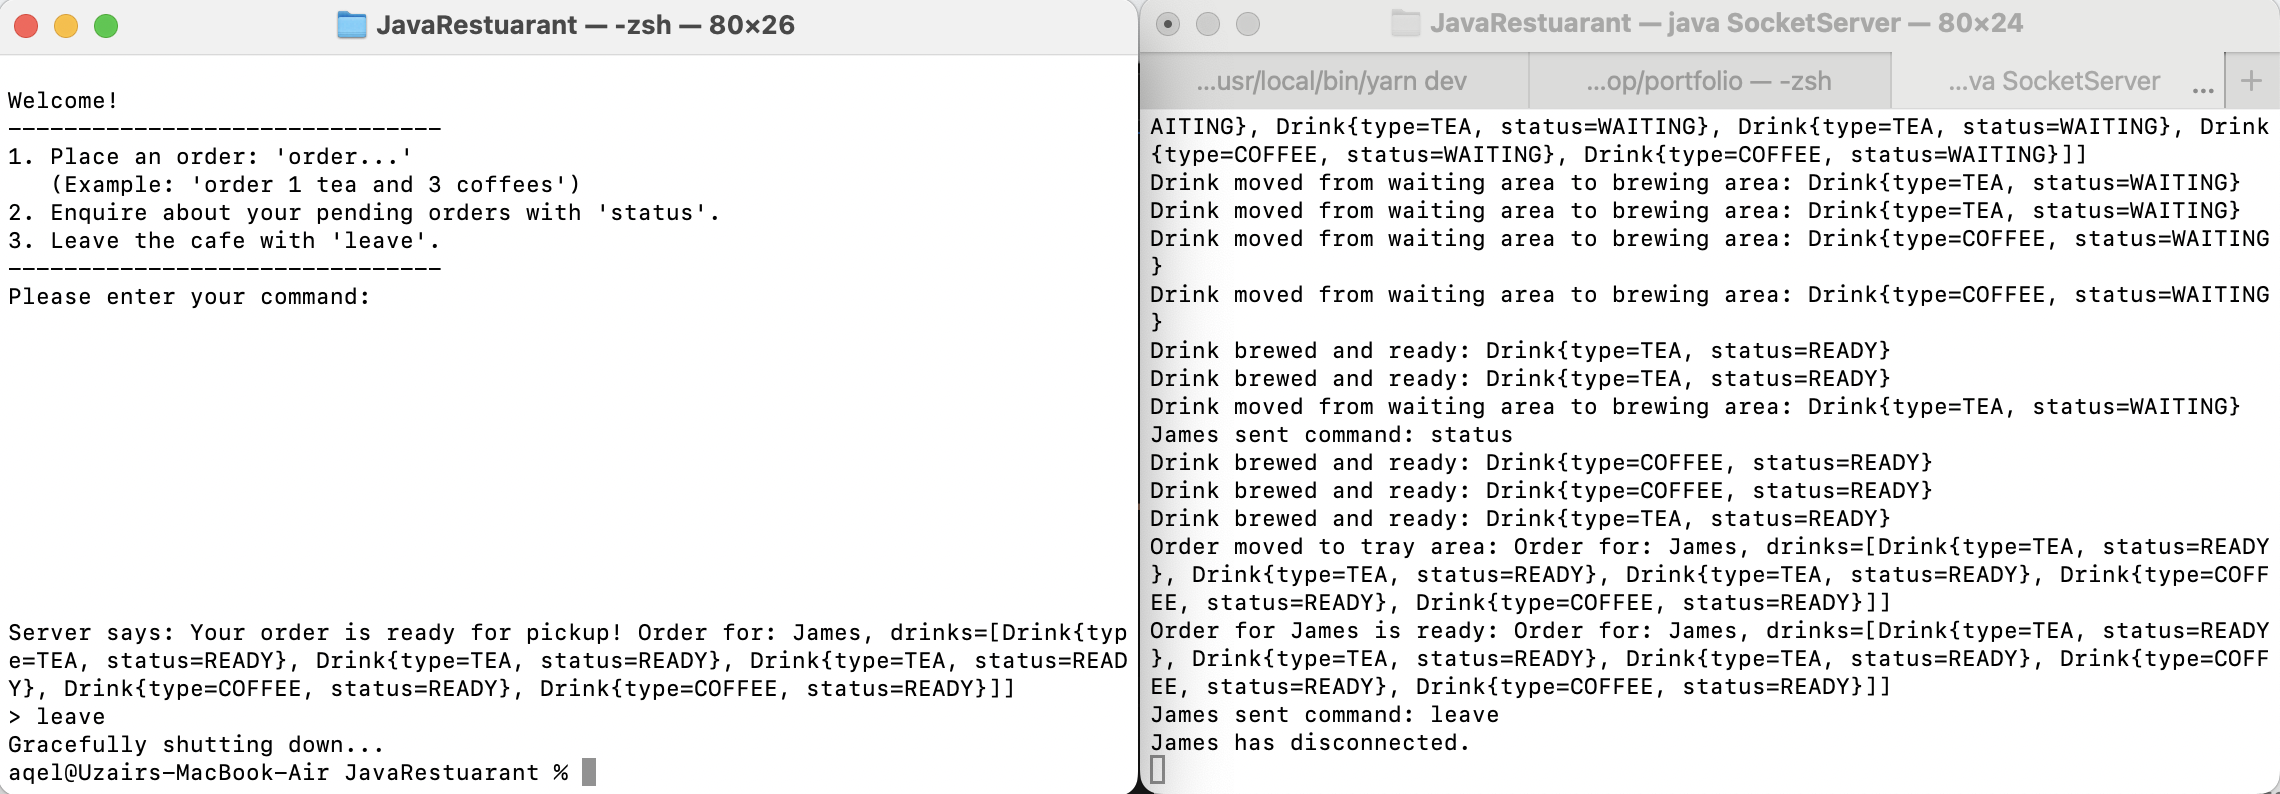 JavaRestuarant — -zsh — 80×26
Welcome!
-------------------------------
1. Place an order: 'order...'
(Example: 'order 1 tea and 3 coffees')
2. Enquire about your pending orders with 'status'.
3. Leave the cafe with 'leave'.
-------------------------------
Please enter your command:
Server says: Your order is ready for pickup! Order for: James, drinks=[Drink{typ
e=TEA, status=READY}, Drink{type=TEA, status=READY}, Drink{type=TEA, status=READ
Y}, Drink{type=COFFEE, status=READY}, Drink{type=COFFEE, status=READY}]]
> leave
Gracefully shutting down...
aqel@Uzairs-MacBook-Air JavaRestuarant %
JavaRestuarant — java SocketServer — 80×24
...usr/local/bin/yarn dev
...op/portfolio — -zsh
...va SocketServer ...
+
AITING}, Drink{type=TEA, status=WAITING}, Drink{type=TEA, status=WAITING}, Drink
{type=COFFEE, status=WAITING}, Drink{type=COFFEE, status=WAITING}]]
Drink moved from waiting area to brewing area: Drink{type=TEA, status=WAITING}
Drink moved from waiting area to brewing area: Drink{type=TEA, status=WAITING}
Drink moved from waiting area to brewing area: Drink{type=COFFEE, status=WAITING
}
Drink moved from waiting area to brewing area: Drink{type=COFFEE, status=WAITING
}
Drink brewed and ready: Drink{type=TEA, status=READY}
Drink brewed and ready: Drink{type=TEA, status=READY}
Drink moved from waiting area to brewing area: Drink{type=TEA, status=WAITING}
James sent command: status
Drink brewed and ready: Drink{type=COFFEE, status=READY}
Drink brewed and ready: Drink{type=COFFEE, status=READY}
Drink brewed and ready: Drink{type=TEA, status=READY}
Order moved to tray area: Order for: James, drinks=[Drink{type=TEA, status=READY
}, Drink{type=TEA, status=READY}, Drink{type=TEA, status=READY}, Drink{type=COFF
EE, status=READY}, Drink{type=COFFEE, status=READY}]]
Order for James is ready: Order for: James, drinks=[Drink{type=TEA, status=READY
}, Drink{type=TEA, status=READY}, Drink{type=TEA, status=READY}, Drink{type=COFF
EE, status=READY}, Drink{type=COFFEE, status=READY}]]
James sent command: leave
James has disconnected.